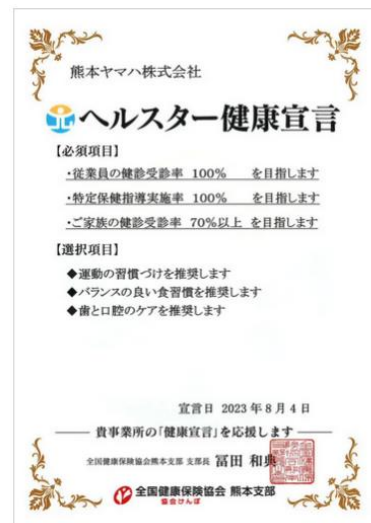 熊本ヤマハ株式会社
ヘルスター健康宣言
【必須項目】
・従業員の健診受診率 100% を目指します
・特定保健指導実施率 100% を目指します
・ご家族の健診受診率 70%以上 を目指します
【選択項目】
◆運動の習慣づけを推奨します
◆バランスの良い食習慣を推奨します
◆歯と口腔のケアを推奨します
宣言日 2023年8月4日
貴事業所の「健康宣言」を応援します
全国健康保険協会熊本支部 支部長 冨田 和典
全国健康保険協会 熊本支部
協会けんぽ